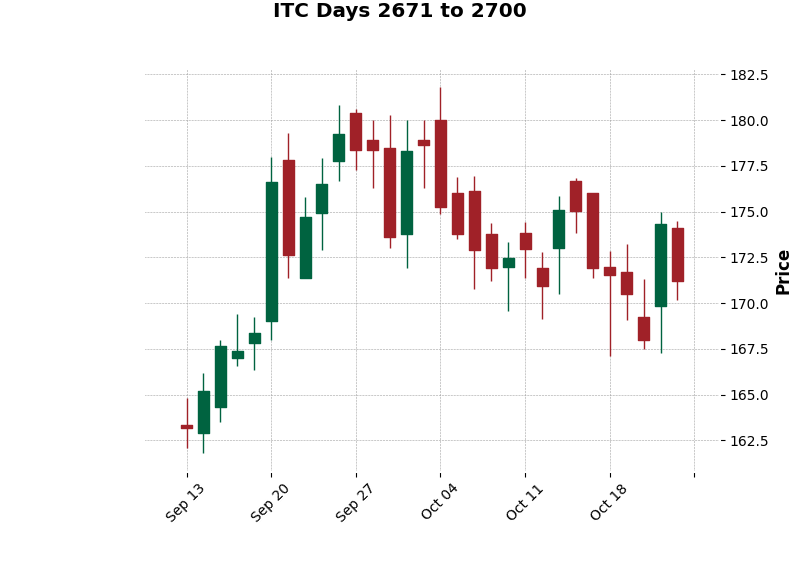 ITC Days 2671 to 2700
182.5
180.0
177.5
175.0
172.5
170.0
167.5
165.0
162.5
Price
Sep 13
Sep 20
Sep 27
Oct 04
Oct 11
Oct 18